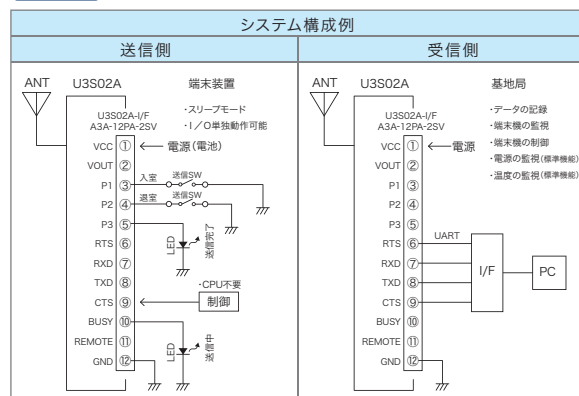 システム構成例
送信側
受信側
ANT
U3S02A
端末装置
U3S02A-I/F
A3A-12PA-2SV
・スリープモード
・I／O単独動作可能
VCC ① 電源(電池)
VOUT ②
P1 ③ 入室 送信SW
P2 ④ 退室 送信SW
P3 ⑤
LED
送信完了
RTS ⑥
RXD ⑦
TXD ⑧
・CPU不要
CTS ⑨ 制御
BUSY ⑩
LED
送信中
REMOTE ⑪
GND ⑫
ANT
U3S02A
基地局
U3S02A-I/F
A3A-12PA-2SV
・データの記録
・端末機の監視
・端末機の制御
・電源の監視(標準機能)
・温度の監視(標準機能)
VCC ① 電源
VOUT ②
P1 ③
P2 ④
P3 ⑤
RTS ⑥ UART
RXD ⑦
TXD ⑧
CTS ⑨
I/F
PC
BUSY ⑩
REMOTE ⑪
GND ⑫